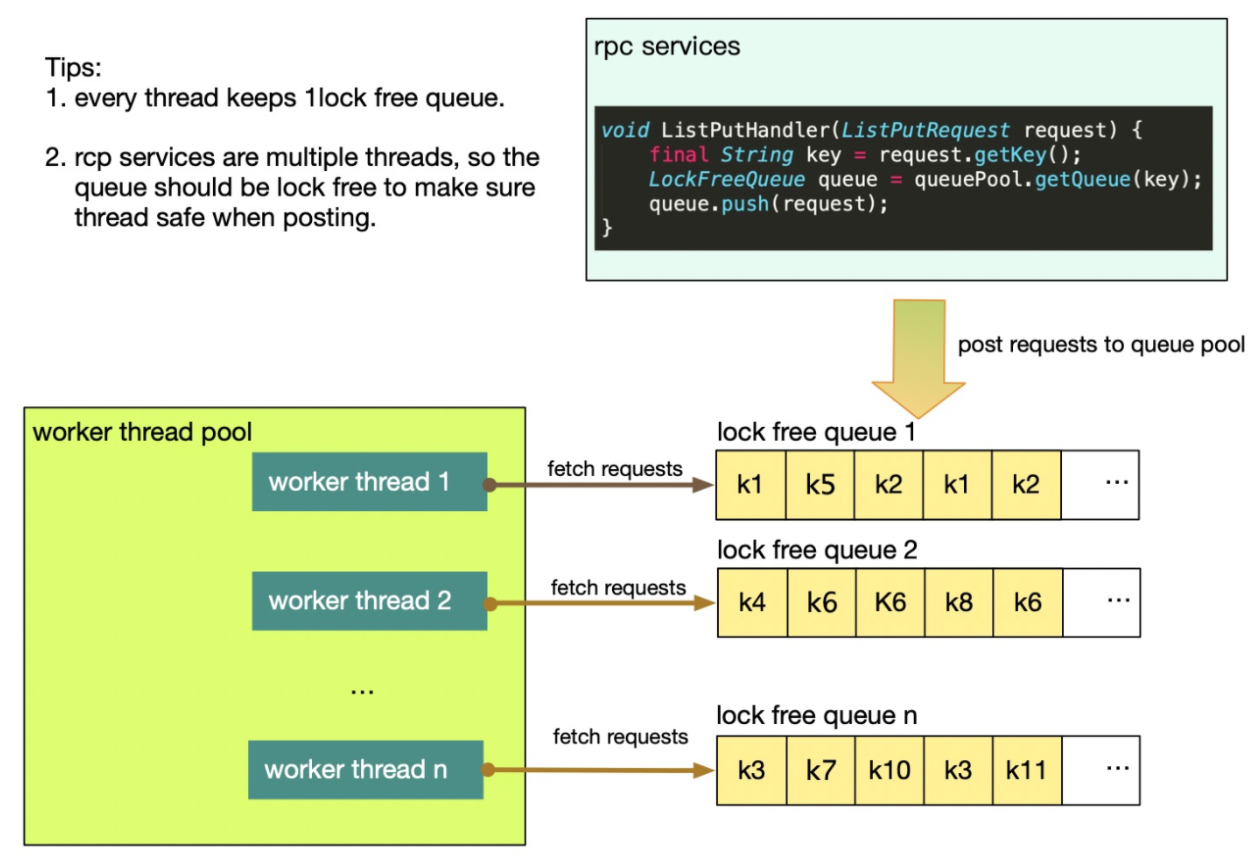 Tips:
1. every thread keeps 1lock free queue.
2. rcp services are multiple threads, so the
queue should be lock free to make sure
thread safe when posting.
rpc services
void ListPutHandler(ListPutRequest request) {
    final String key = request.getKey();
    LockFreeQueue queue = queuePool.getQueue(key);
    queue.push(request);
}
post requests to queue pool
worker thread pool
worker thread 1
fetch requests
lock free queue 1
k1 k5 k2 k1 k2 ...
worker thread 2
fetch requests
lock free queue 2
k4 k6 K6 k8 k6 ...
...
worker thread n
fetch requests
lock free queue n
k3 k7 k10 k3 k11 ...